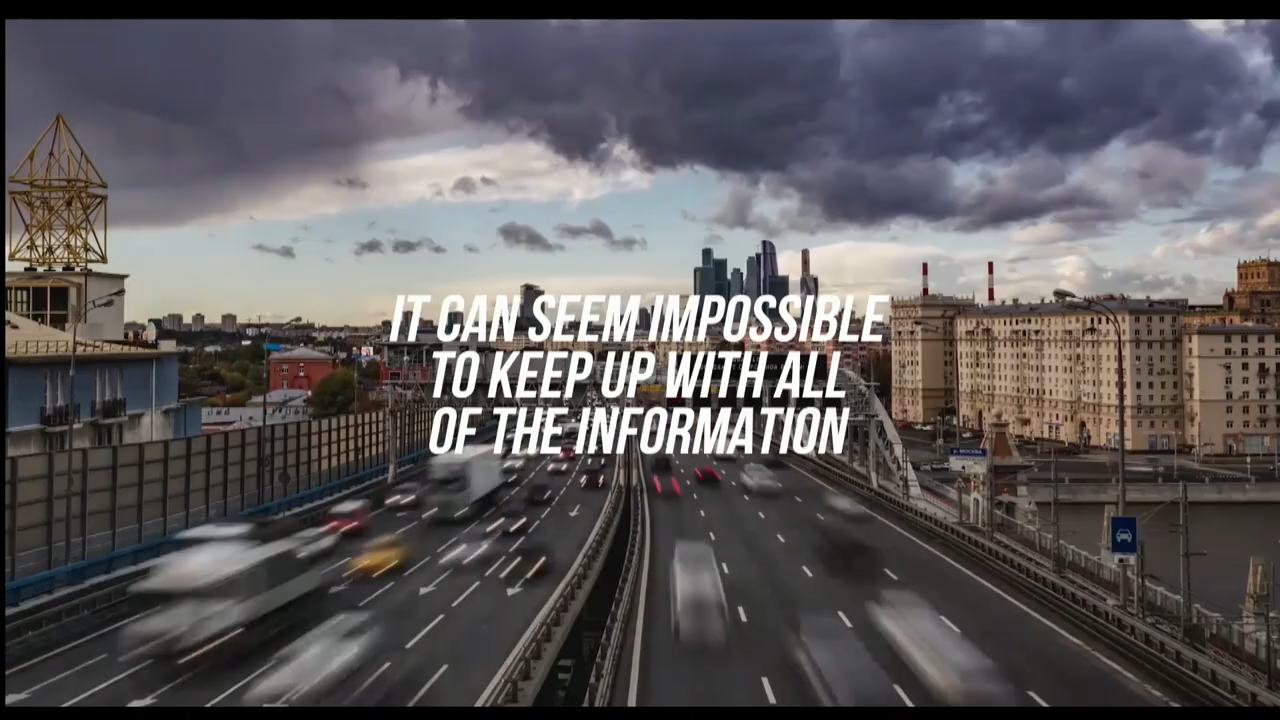 IT CAN SEEM IMPOSSIBLE
TO KEEP UP WITH ALL
OF THE INFORMATION